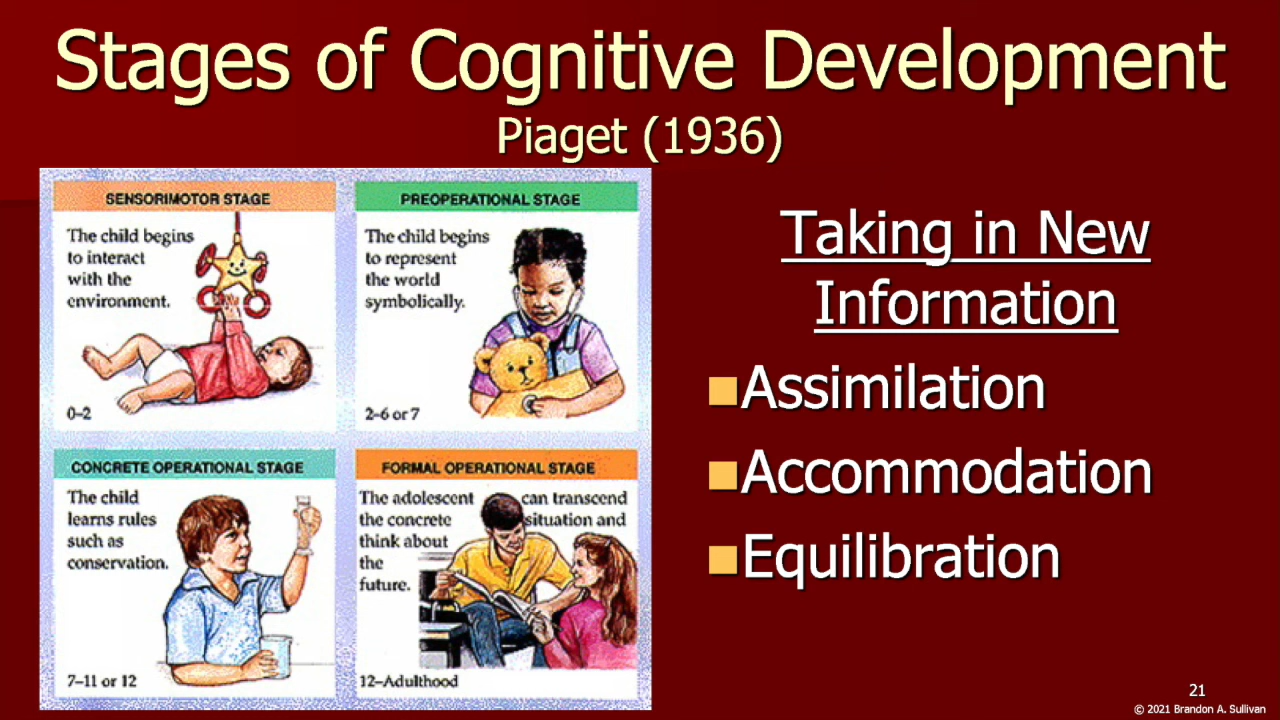 Stages of Cognitive Development
Piaget (1936)
SENSORIMOTOR STAGE
The child begins
to interact
with the
environment.
0–2
PREOPERATIONAL STAGE
The child begins
to represent
the world
symbolically.
2–6 or 7
CONCRETE OPERATIONAL STAGE
The child
learns rules
such as
conservation.
7–11 or 12
FORMAL OPERATIONAL STAGE
The adolescent can transcend
the concrete situation and
think about
the
future.
12–Adulthood
Taking in New
Information
Assimilation
Accommodation
Equilibration
21
© 2021 Brandon A. Sullivan